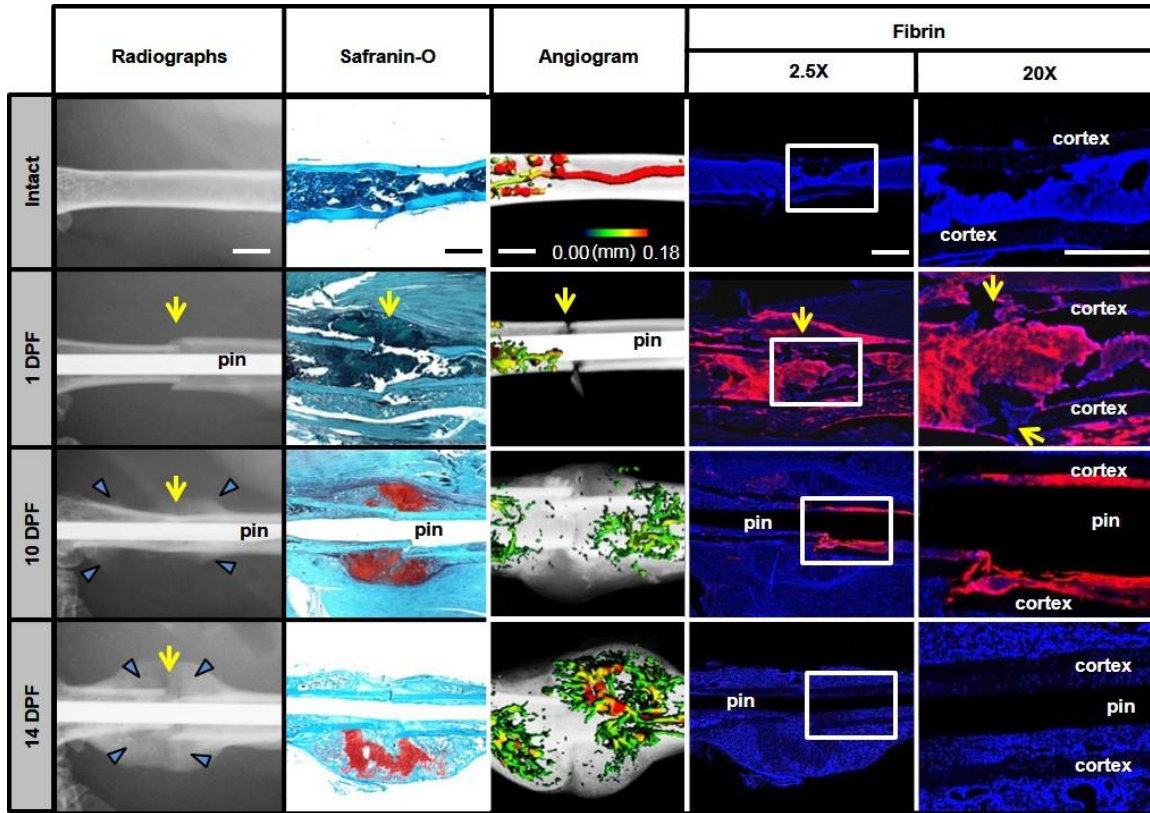 Radiographs
Safranin-O
Angiogram
Fibrin
2.5X
20X
Intact
0.00(mm) 0.18
cortex
cortex
1 DPF
pin
pin
cortex
cortex
10 DPF
pin
pin
pin
cortex
pin
cortex
14 DPF
pin
cortex
pin
cortex